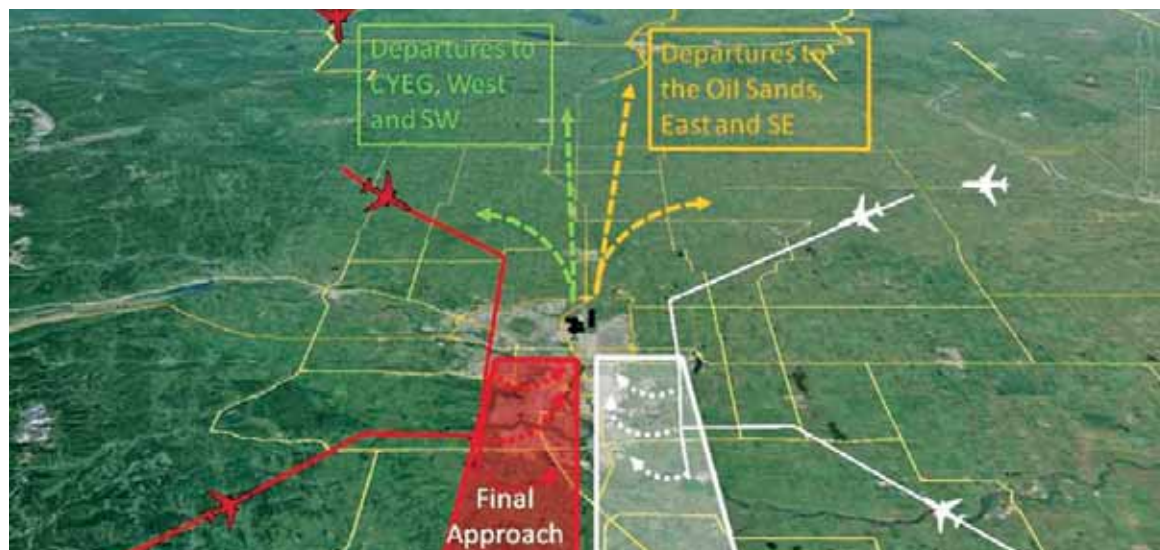 Departures to
CYEG, West
and SW
Departures to
the Oil Sands,
East and SE
Final
Approach